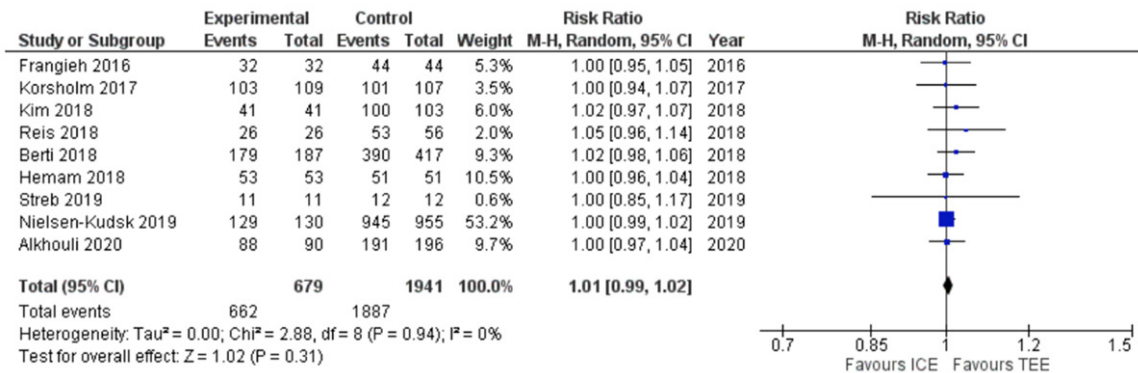 Experimental Control Risk Ratio Risk Ratio
Study or Subgroup Events Total Events Total Weight M-H, Random, 95% CI Year M-H, Random, 95% CI
Frangieh 2016 32 32 44 44 5.3% 1.00 [0.95, 1.05] 2016
Korsholm 2017 103 109 101 107 3.5% 1.00 [0.94, 1.07] 2017
Kim 2018 41 41 100 103 6.0% 1.02 [0.97, 1.07] 2018
Reis 2018 26 26 53 56 2.0% 1.05 [0.96, 1.14] 2018
Berti 2018 179 187 390 417 9.3% 1.02 [0.98, 1.06] 2018
Hemam 2018 53 53 51 51 10.5% 1.00 [0.96, 1.04] 2018
Streb 2019 11 11 12 12 0.6% 1.00 [0.85, 1.17] 2019
Nielsen-Kudsk 2019 129 130 945 955 53.2% 1.00 [0.99, 1.02] 2019
Alkhouli 2020 88 90 191 196 9.7% 1.00 [0.97, 1.04] 2020
Total (95% CI) 679 1941 100.0% 1.01 [0.99, 1.02]
Total events 662 1887
Heterogeneity: Tau² = 0.00; Chi² = 2.88, df = 8 (P = 0.94); I² = 0%
Test for overall effect: Z = 1.02 (P = 0.31)
0.7 0.85 1 1.2 1.5
Favours ICE Favours TEE